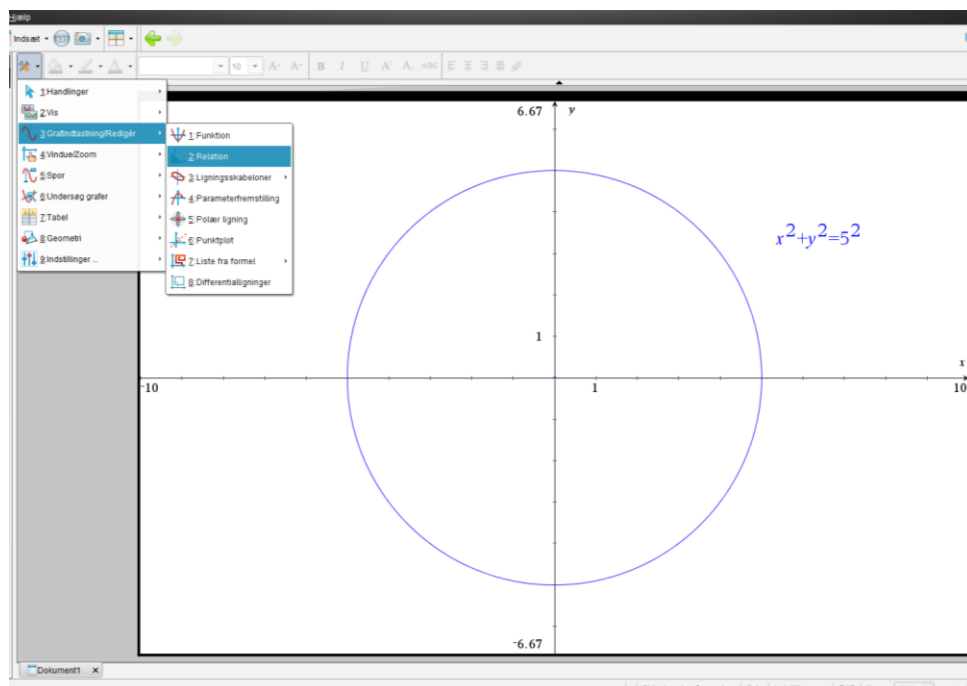 Hjælp
Indsæt
10 A+ A- B I U ABC
1:Handlinger
2:Vis
3:Grafindtastning/Redigér
4:Vindue/Zoom
5:Spor
6:Undersøg grafer
7:Tabel
8:Geometri
9:Indstillinger ...
1:Funktion
2:Relation
3:Ligningsskabeloner
4:Parameterfremstilling
5:Polær ligning
6:Punktplot
7:Liste fra formel
8:Differentialligninger
6.67 y
x²+y²=5²
1
x
-10 1 10
-6.67
Dokument1